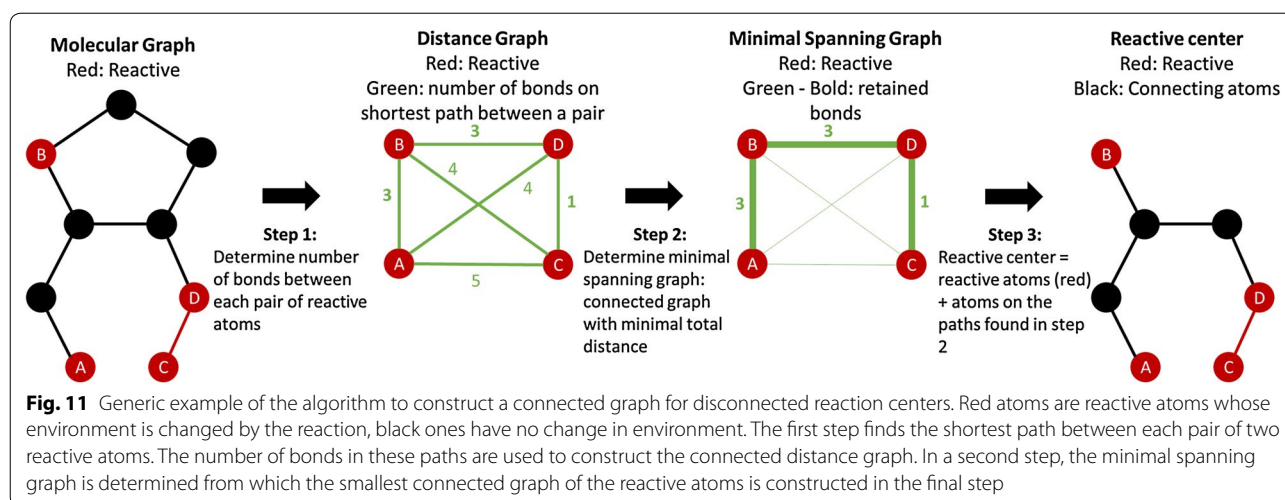 Molecular Graph
Red: Reactive
B
D
A
C
Step 1:
Determine number
of bonds between
each pair of reactive
atoms
Distance Graph
Red: Reactive
Green: number of bonds on
shortest path between a pair
3
B
D
4
4
3
1
A
C
5
Step 2:
Determine minimal
spanning graph:
connected graph
with minimal total
distance
Minimal Spanning Graph
Red: Reactive
Green - Bold: retained
bonds
3
B
D
3
1
A
C
Step 3:
Reactive center =
reactive atoms (red)
+ atoms on the
paths found in step
2
Reactive center
Red: Reactive
Black: Connecting atoms
B
D
A
C
Fig. 11 Generic example of the algorithm to construct a connected graph for disconnected reaction centers. Red atoms are reactive atoms whose
environment is changed by the reaction, black ones have no change in environment. The first step finds the shortest path between each pair of two
reactive atoms. The number of bonds in these paths are used to construct the connected distance graph. In a second step, the minimal spanning
graph is determined from which the smallest connected graph of the reactive atoms is constructed in the final step